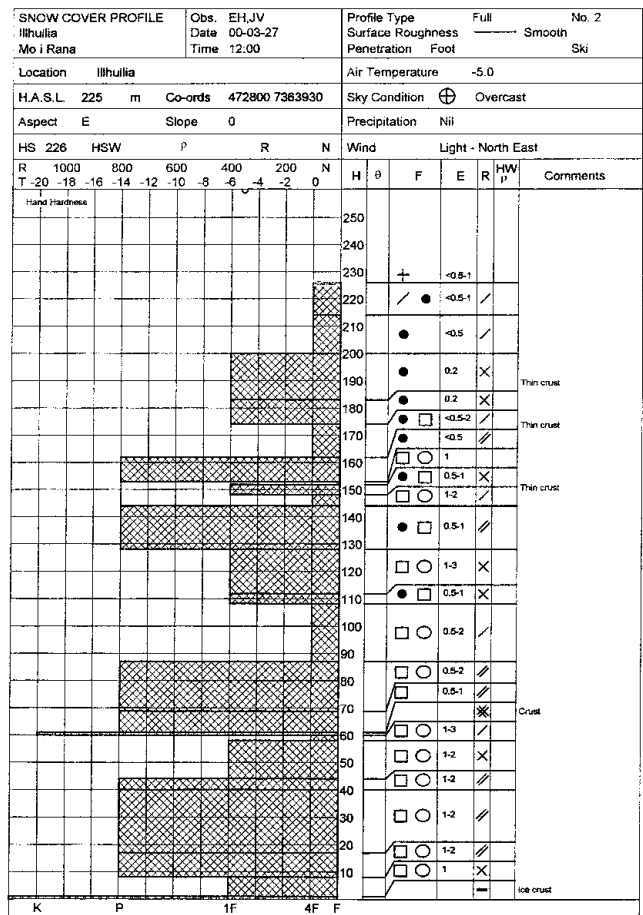 SNOW COVER PROFILE Obs. EH,JV Profile Type Full No. 2
Illhullia Date 00-03-27 Surface Roughness Smooth
Mo i Rana Time 12:00 Penetration Foot Ski
Location Illhullia Air Temperature -5.0
H.A.S.L. 225 m Co-ords 472800 7363930 Sky Condition Overcast
Aspect E Slope 0 Precipitation Nil
HS 226 HSW ρ R N Wind Light - North East
R 1000 800 600 400 200 N H θ F E R HW ρ Comments
T -20 -18 -16 -14 -12 -10 -8 -6 -4 -2 0
Hand Hardness
250
240
230 <0.5-1
220 <0.5-1
210 <0.5
200
190 0.2 Thin crust
180 0.2
<0.5-2 Thin crust
170 <0.5
160 1
0.5-1
150 1-2 Thin crust
140 0.5-1
130
120 1-3
110 0.5-1
100 0.5-2
90
80 0.5-2
0.5-1
70 Crust
60 1-3
50 1-2
40 1-2
30 1-2
20 1-2
10 1
Ice crust
K P 1F 4F F